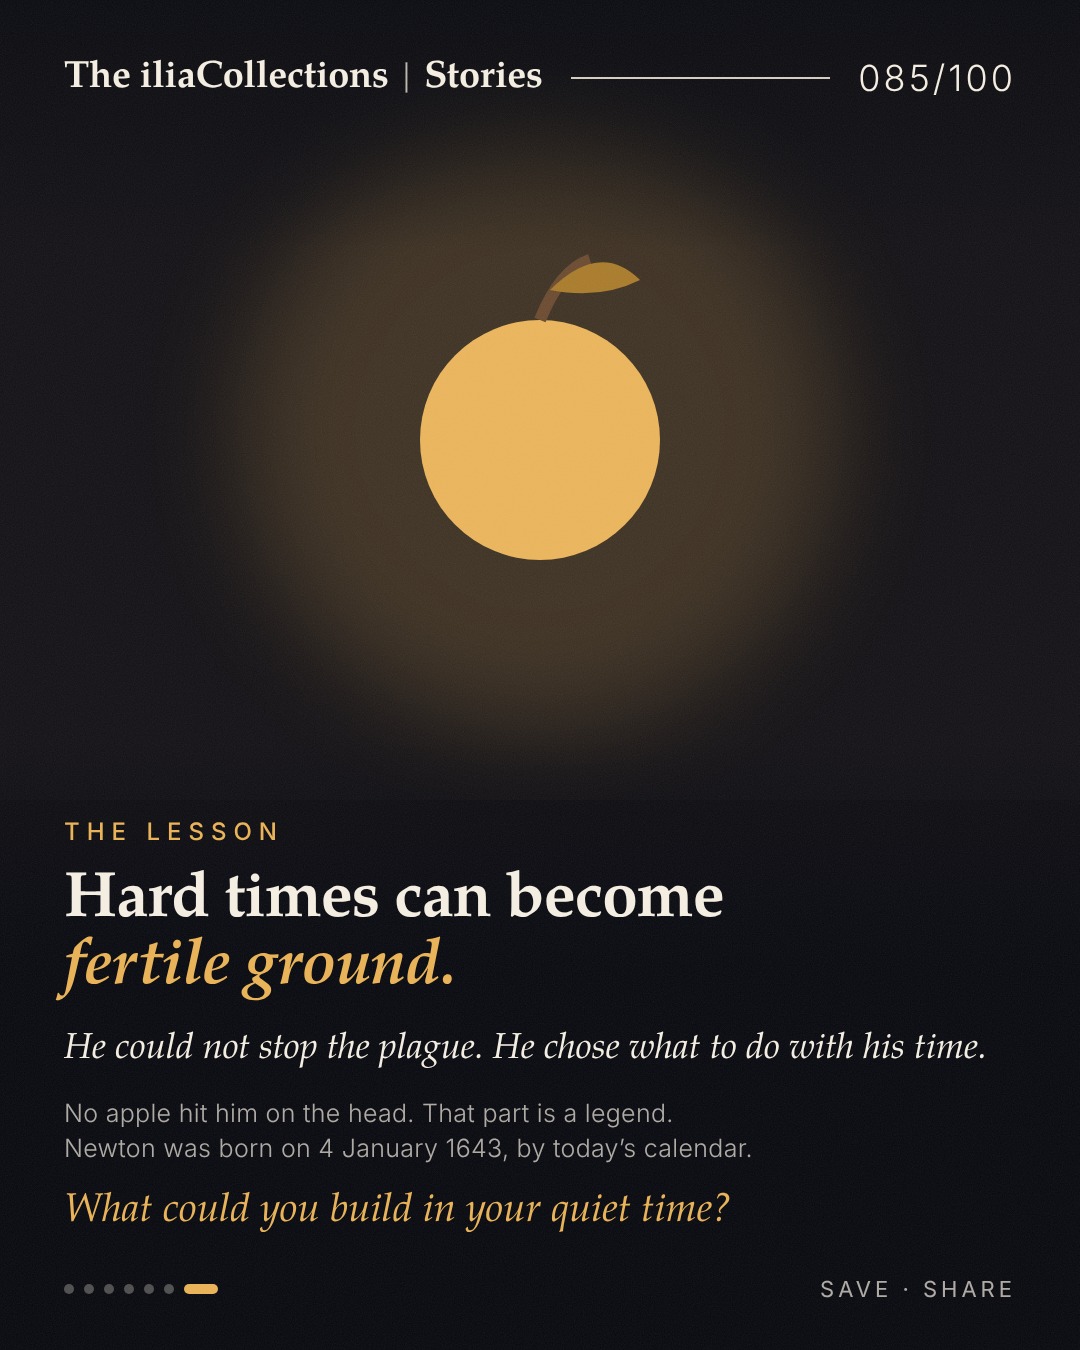 The iliaCollections | Stories 085/100
THE LESSON
Hard times can become
fertile ground.
He could not stop the plague. He chose what to do with his time.
No apple hit him on the head. That part is a legend.
Newton was born on 4 January 1643, by today’s calendar.
What could you build in your quiet time?
SAVE · SHARE